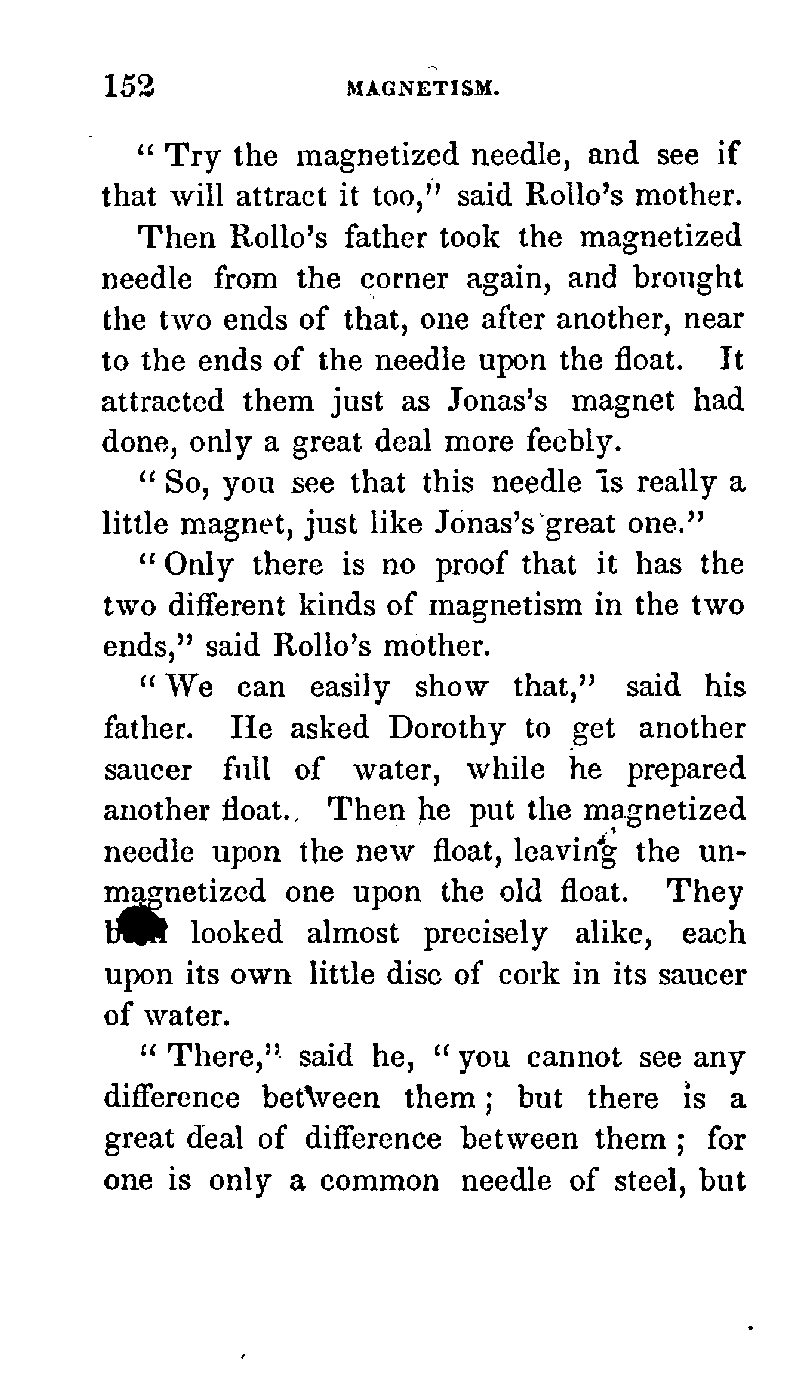 152 MAGNETISM.
" Try the magnetized needle, and see if
that will attract it too," said Rollo's mother.
Then Rollo's father took the magnetized
needle from the corner again, and brought
the two ends of that, one after another, near
to the ends of the needle upon the float. It
attracted them just as Jonas's magnet had
done, only a great deal more feebly.
" So, you see that this needle is really a
little magnet, just like Jonas's great one."
" Only there is no proof that it has the
two different kinds of magnetism in the two
ends," said Rollo's mother.
" We can easily show that," said his
father. He asked Dorothy to get another
saucer full of water, while he prepared
another float. Then he put the magnetized
needle upon the new float, leaving the un-
magnetized one upon the old float. They
looked almost precisely alike, each
upon its own little disc of cork in its saucer
of water.
" There," said he, " you cannot see any
difference between them ; but there is a
great deal of difference between them ; for
one is only a common needle of steel, but